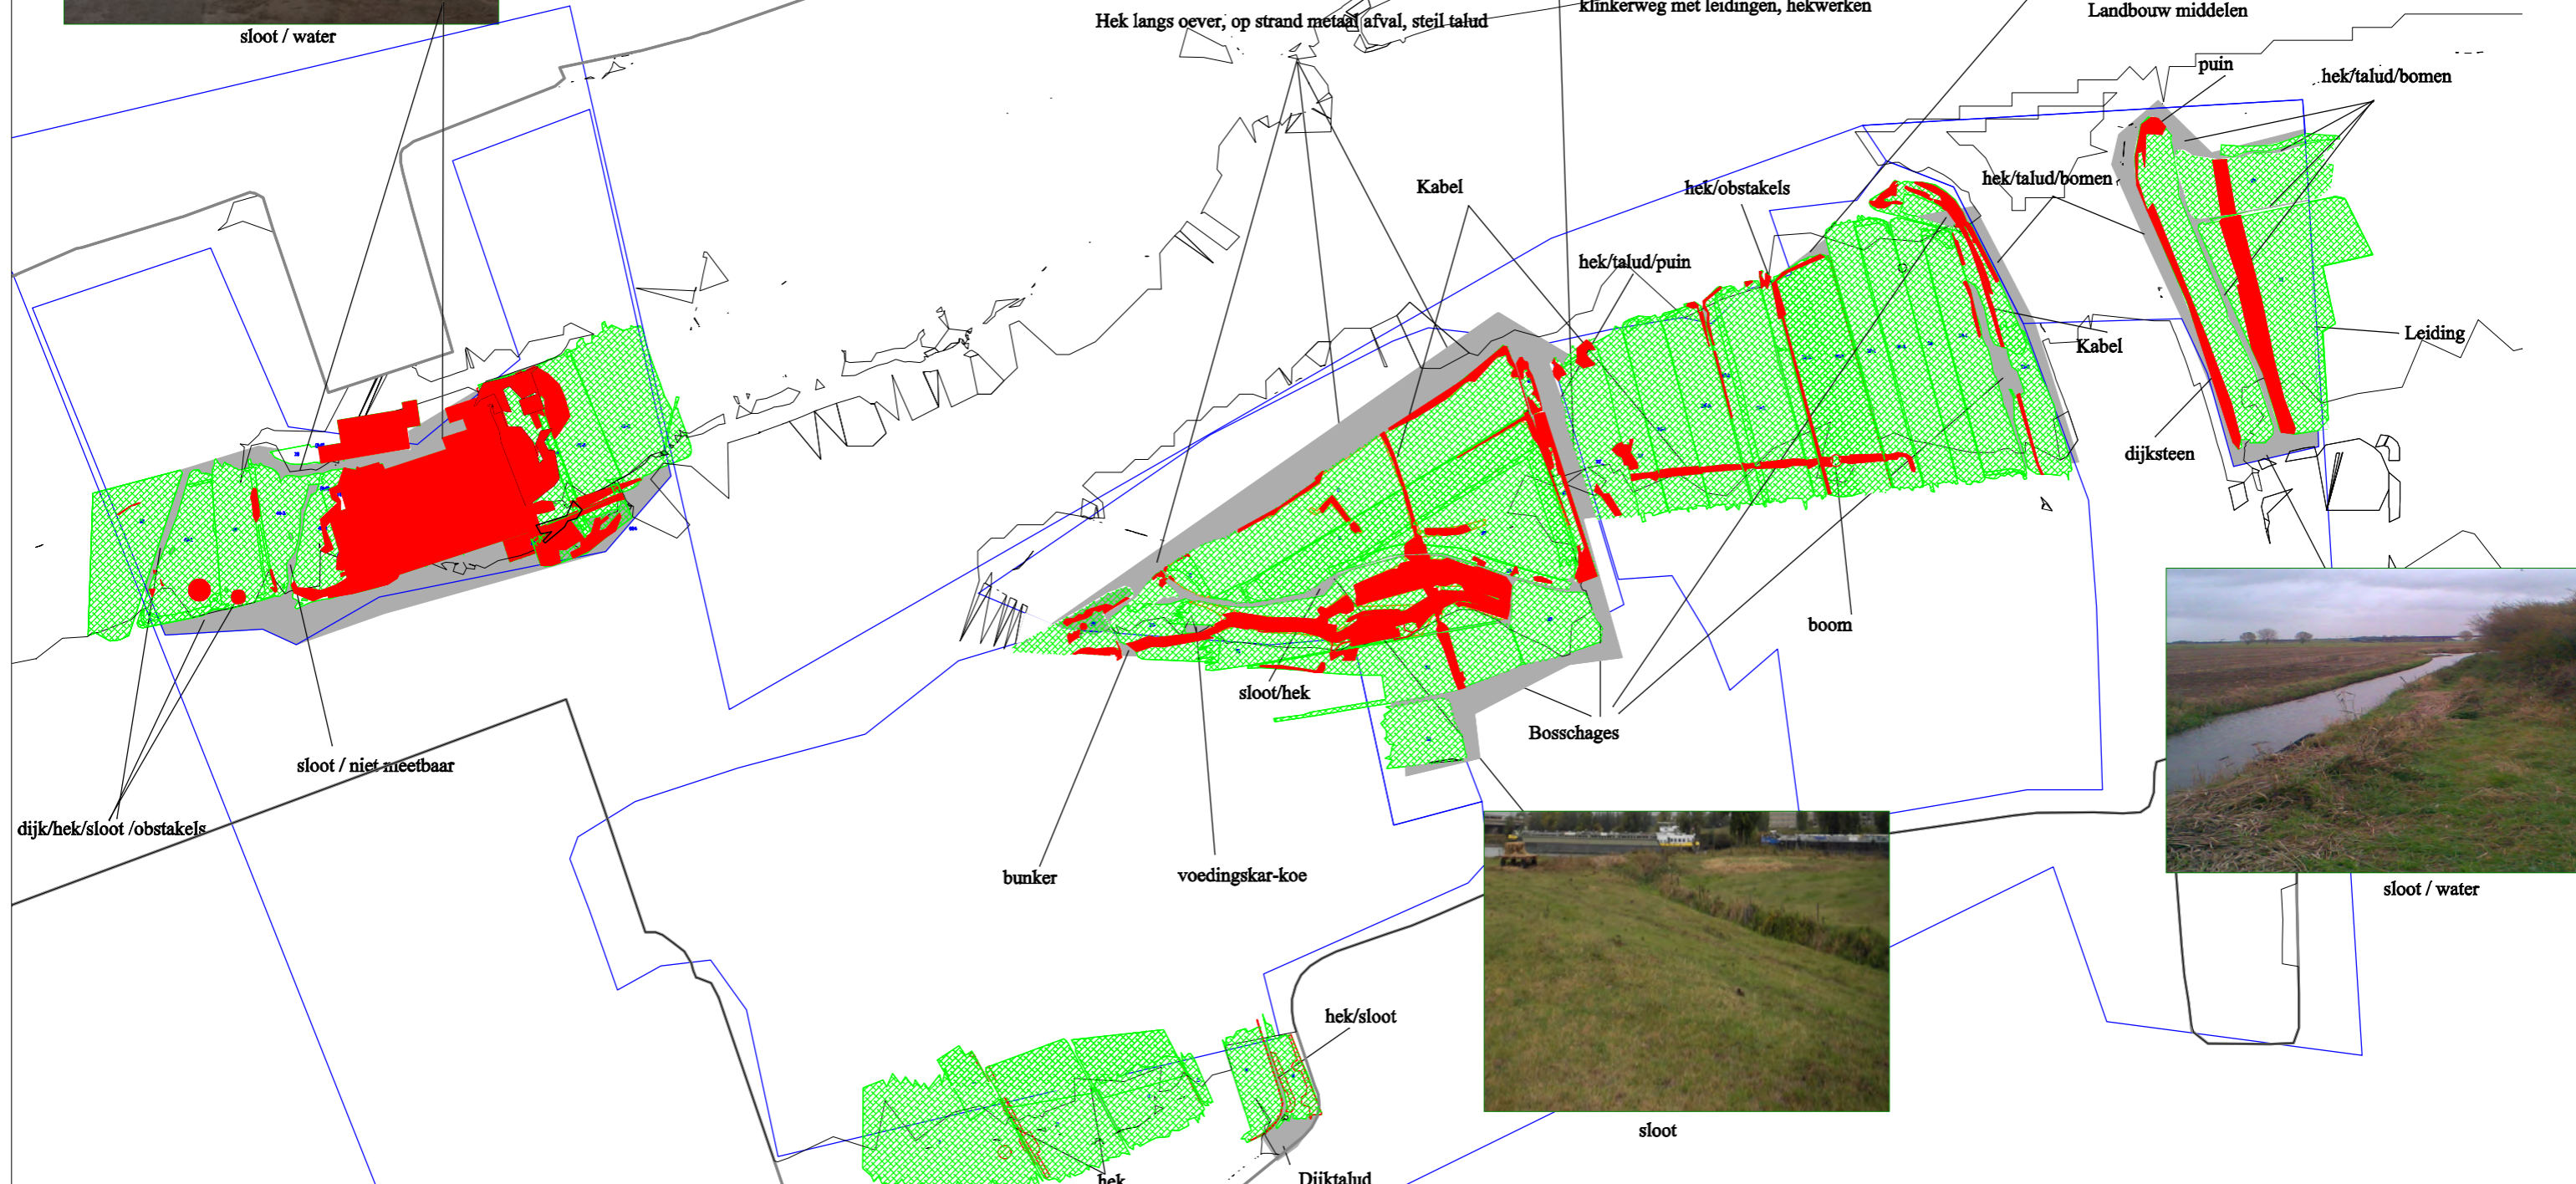 klinkerweg met leidingen, hekwerken
Landbouw middelen
Hek langs oever, op strand metaal afval, steil talud
sloot / water
puin
hek/talud/bomen
Kabel
hek/obstakels
hek/talud/bomen
hek/talud/puin
Leiding
Kabel
dijksteen
boom
sloot/hek
Bosschages
sloot / niet meetbaar
dijk/hek/sloot /obstakels
bunker
voedingskar-koe
sloot / water
hek/sloot
sloot
hek
Dijktalud